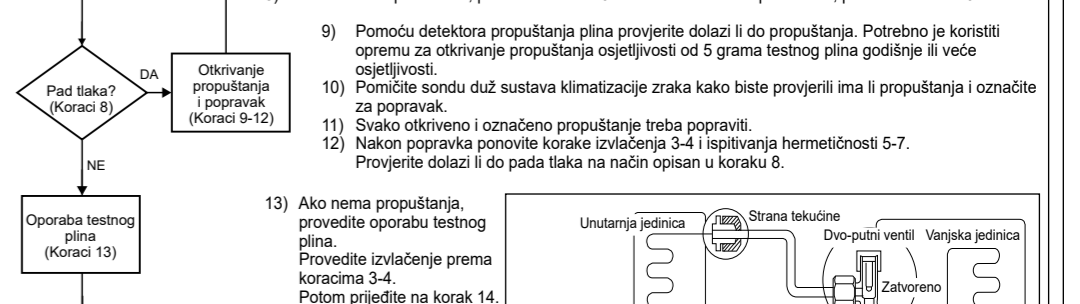 9) Pomoću detektora propuštanja plina provjerite dolazi li do propuštanja. Potrebno je koristiti
opremu za otkrivanje propuštanja osjetljivosti od 5 grama testnog plina godišnje ili veće
osjetljivosti.
10) Pomičite sondu duž sustava klimatizacije zraka kako biste provjerili ima li propuštanja i označite
za popravak.
11) Svako otkriveno i označeno propuštanje treba popraviti.
12) Nakon popravka ponovite korake izvlačenja 3-4 i ispitivanja hermetičnosti 5-7.
Provjerite dolazi li do pada tlaka na način opisan u koraku 8.
Pad tlaka?
(Koraci 8)
DA
Otkrivanje
propuštanja
i popravak
(Koraci 9-12)
NE
Oporaba testnog
plina
(Koraci 13)
13) Ako nema propuštanja,
provedite oporabu testnog
plina.
Provedite izvlačenje prema
koracima 3-4.
Potom prijeđite na korak 14.
Unutarnja jedinica
Strana tekućine
Dvo-putni ventil
Vanjska jedinica
Zatvoreno